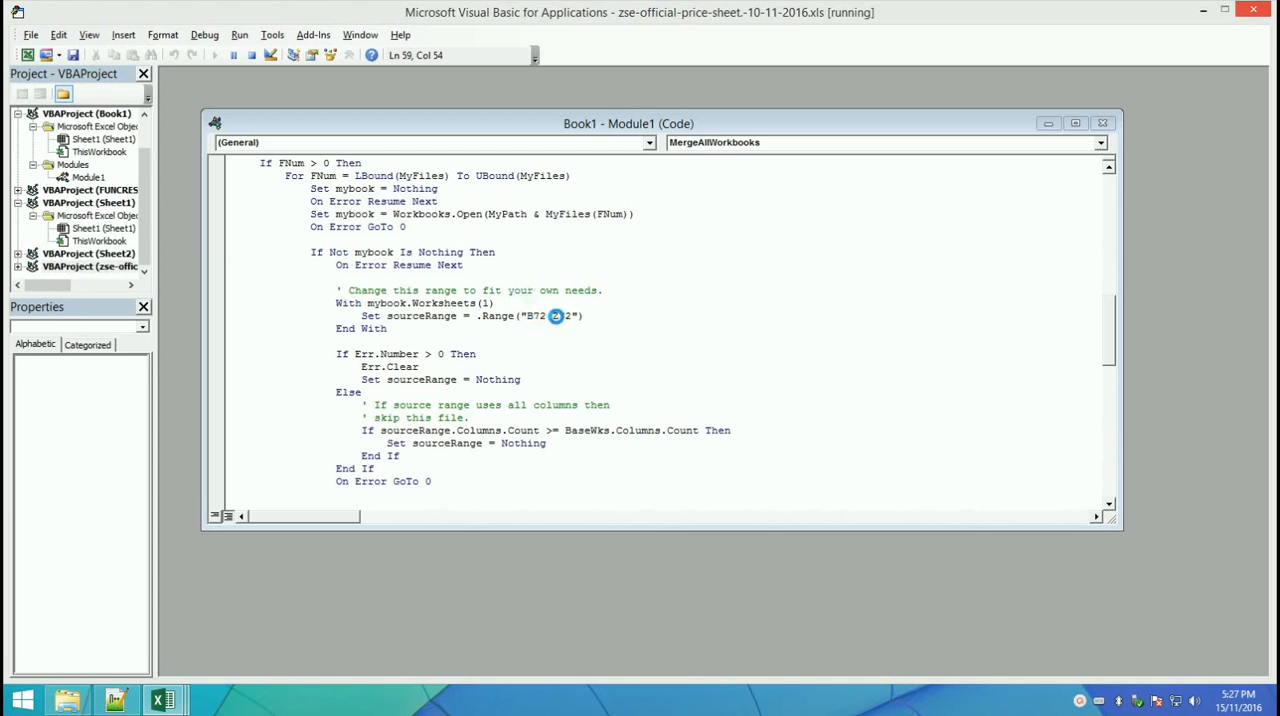 Microsoft Visual Basic for Applications - zse-official-price-sheet.-10-11-2016.xls [running]
File Edit View Insert Format Debug Run Tools Add-Ins Window Help
Ln 59, Col 54
Project - VBAProject
VBAProject (Book1)
Microsoft Excel Objec
Sheet1 (Sheet1)
ThisWorkbook
Modules
Module1
VBAProject (FUNCRES
VBAProject (Sheet1)
Microsoft Excel Objec
Sheet1 (Sheet1)
ThisWorkbook
VBAProject (Sheet2)
VBAProject (zse-offic
Properties
Alphabetic Categorized
Book1 - Module1 (Code)
(General) MergeAllWorkbooks
If FNum > 0 Then
For FNum = LBound(MyFiles) To UBound(MyFiles)
Set mybook = Nothing
On Error Resume Next
Set mybook = Workbooks.Open(MyPath & MyFiles(FNum))
On Error GoTo 0
If Not mybook Is Nothing Then
On Error Resume Next
' Change this range to fit your own needs.
With mybook.Worksheets(1)
Set sourceRange = .Range("B72 2")
End With
If Err.Number > 0 Then
Err.Clear
Set sourceRange = Nothing
Else
' If source range uses all columns then
' skip this file.
If sourceRange.Columns.Count >= BaseWks.Columns.Count Then
Set sourceRange = Nothing
End If
End If
On Error GoTo 0
5:27 PM
15/11/2016